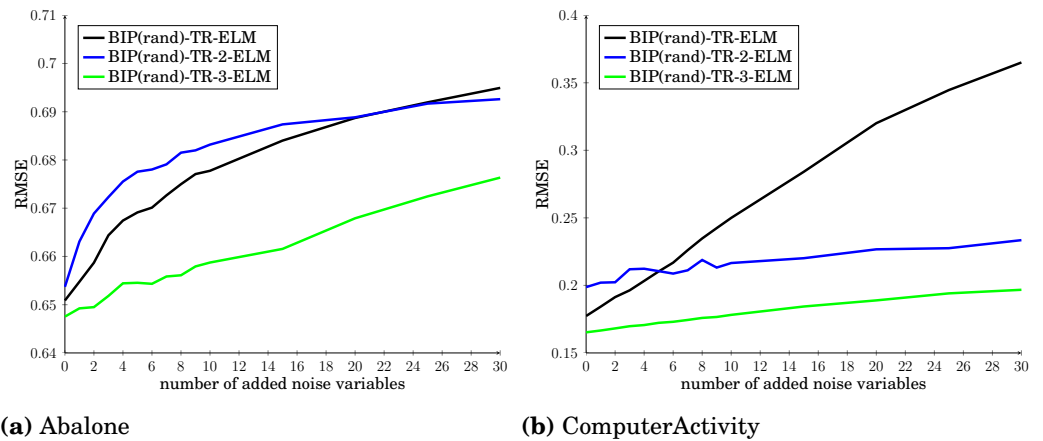 0.71
0.7
0.69
0.68
0.67
0.66
0.65
0.64
RMSE
BIP(rand)-TR-ELM
BIP(rand)-TR-2-ELM
BIP(rand)-TR-3-ELM
0 2 4 6 8 10 12 14 16 18 20 22 24 26 28 30
number of added noise variables
(a) Abalone
0.4
0.35
0.3
0.25
0.2
0.15
RMSE
BIP(rand)-TR-ELM
BIP(rand)-TR-2-ELM
BIP(rand)-TR-3-ELM
0 2 4 6 8 10 12 14 16 18 20 22 24 26 28 30
number of added noise variables
(b) ComputerActivity